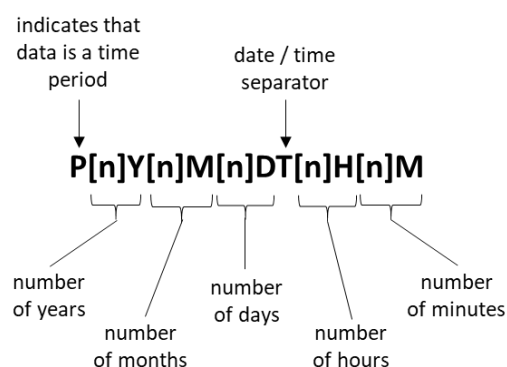 indicates that
data is a time
period
date / time
separator
P[n]Y[n]M[n]DT[n]H[n]M
number
of years
number
of months
number
of days
number
of hours
number
of minutes